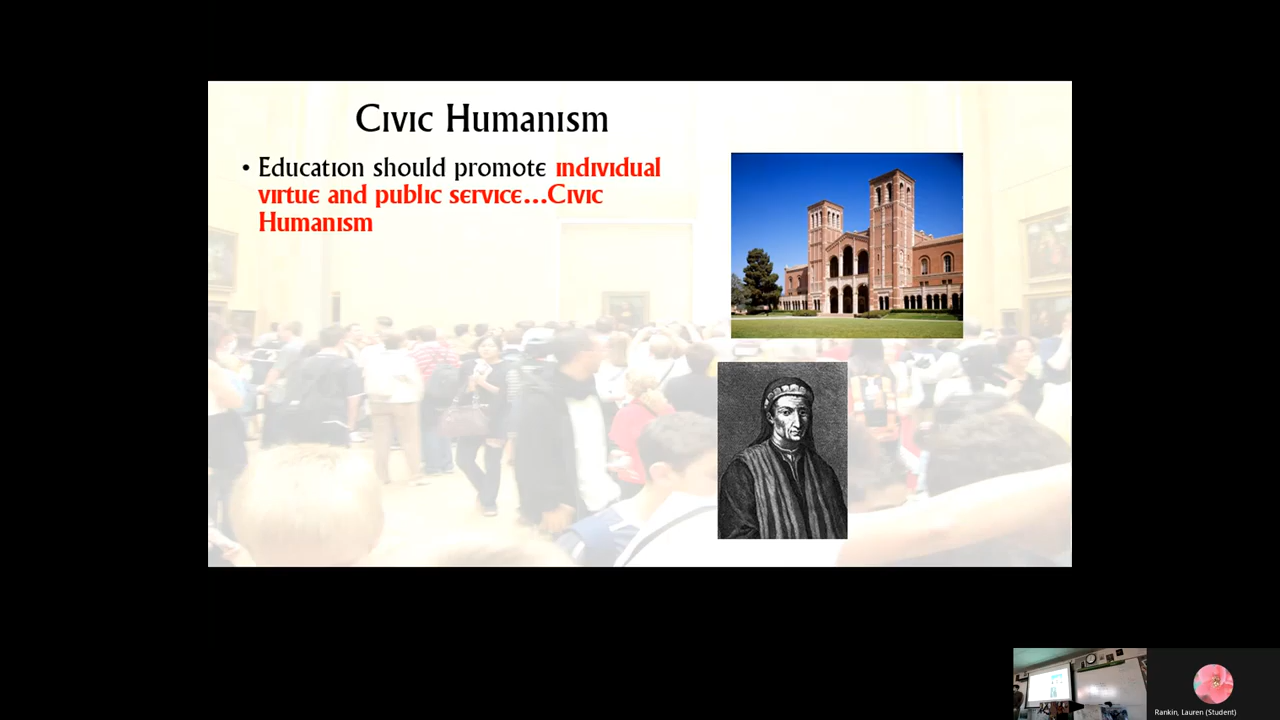 Civic Humanism
• Education should promote individual
virtue and public service...Civic
Humanism
Rankin, Lauren (Student)